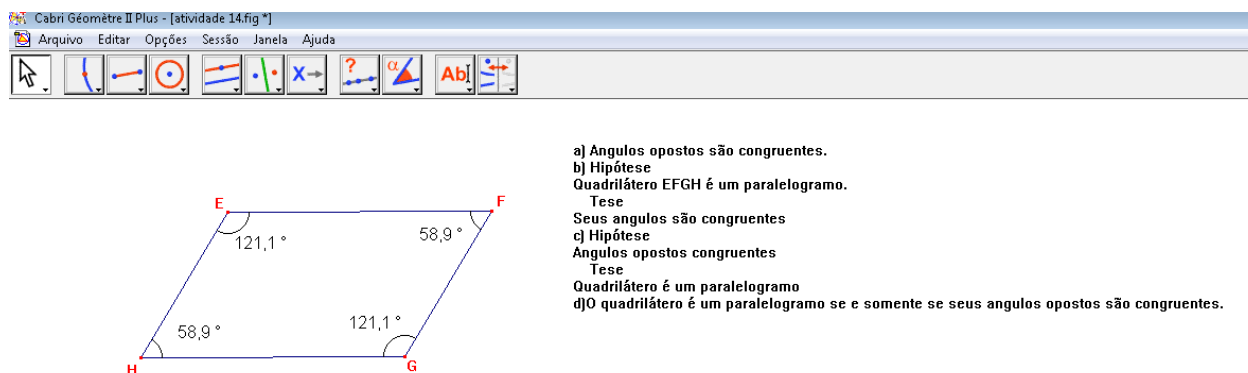 Cabri Géomètre II Plus - [atividade 14.fig *]
Arquivo Editar Opções Sessão Janela Ajuda
? α Ab
a) Angulos opostos são congruentes.
b) Hipótese
Quadrilátero EFGH é um paralelogramo.
Tese
Seus angulos são congruentes
c) Hipótese
Angulos opostos congruentes
Tese
Quadrilátero é um paralelogramo
d)O quadrilátero é um paralelogramo se e somente se seus angulos opostos são congruentes.
E F
121,1 ° 58,9 °
58,9 ° 121,1 °
H G